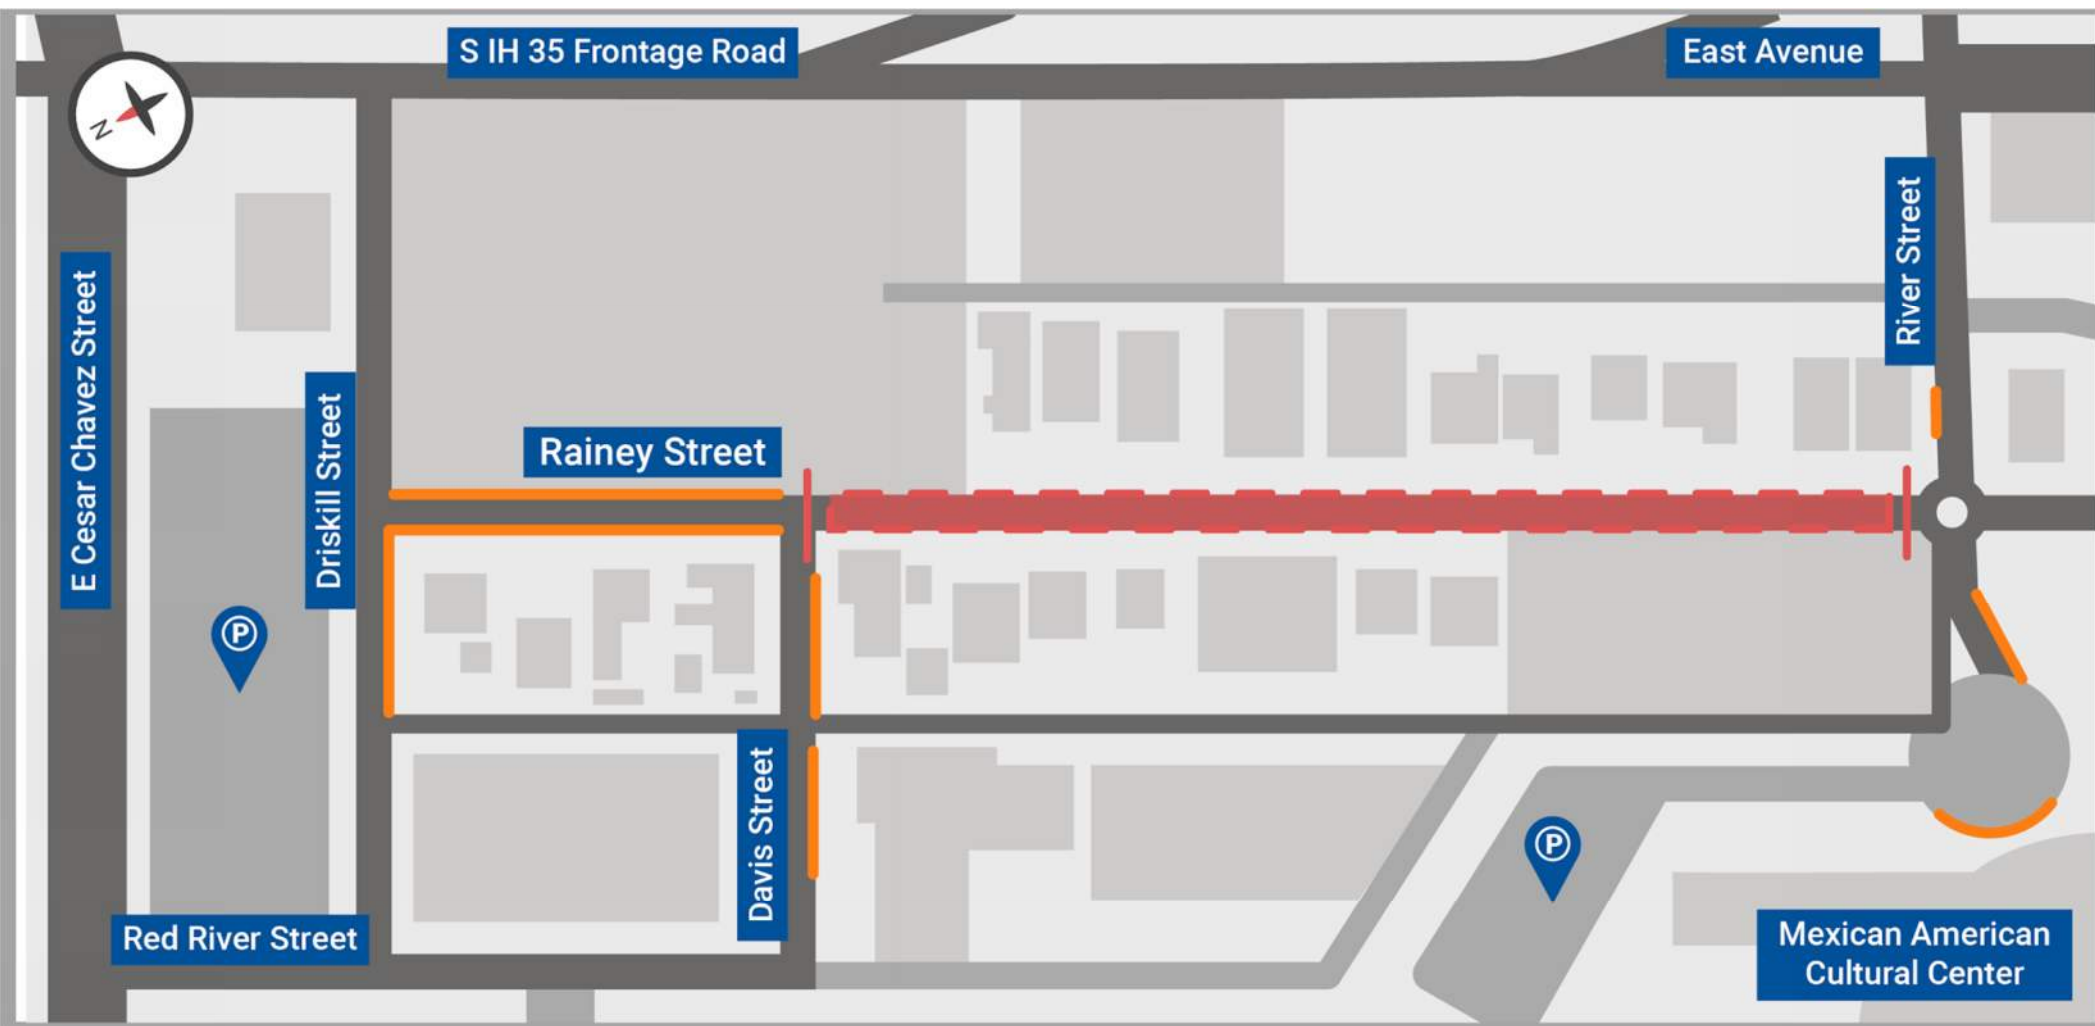 S IH 35 Frontage Road
East Avenue
N
E Cesar Chavez Street
Driskill Street
Rainey Street
River Street
P
Davis Street
P
Red River Street
Mexican American
Cultural Center